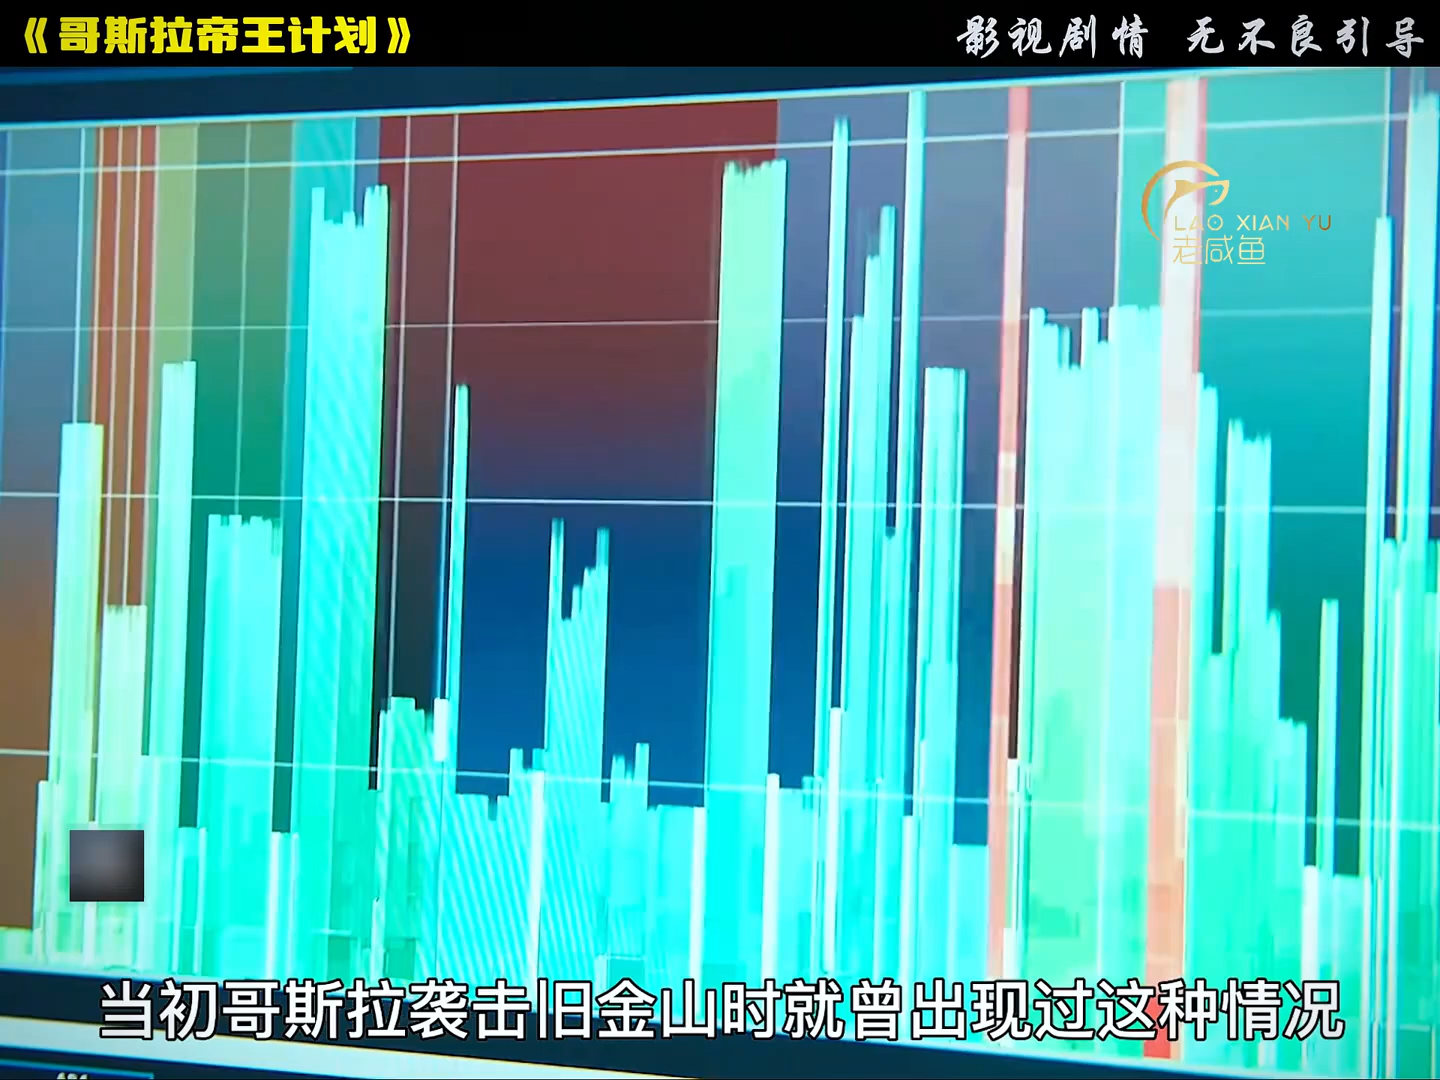 《哥斯拉帝王计划》
影视剧情 无不良引导
LAO XIAN YU
老咸鱼
当初哥斯拉袭击旧金山时就曾出现过这种情况